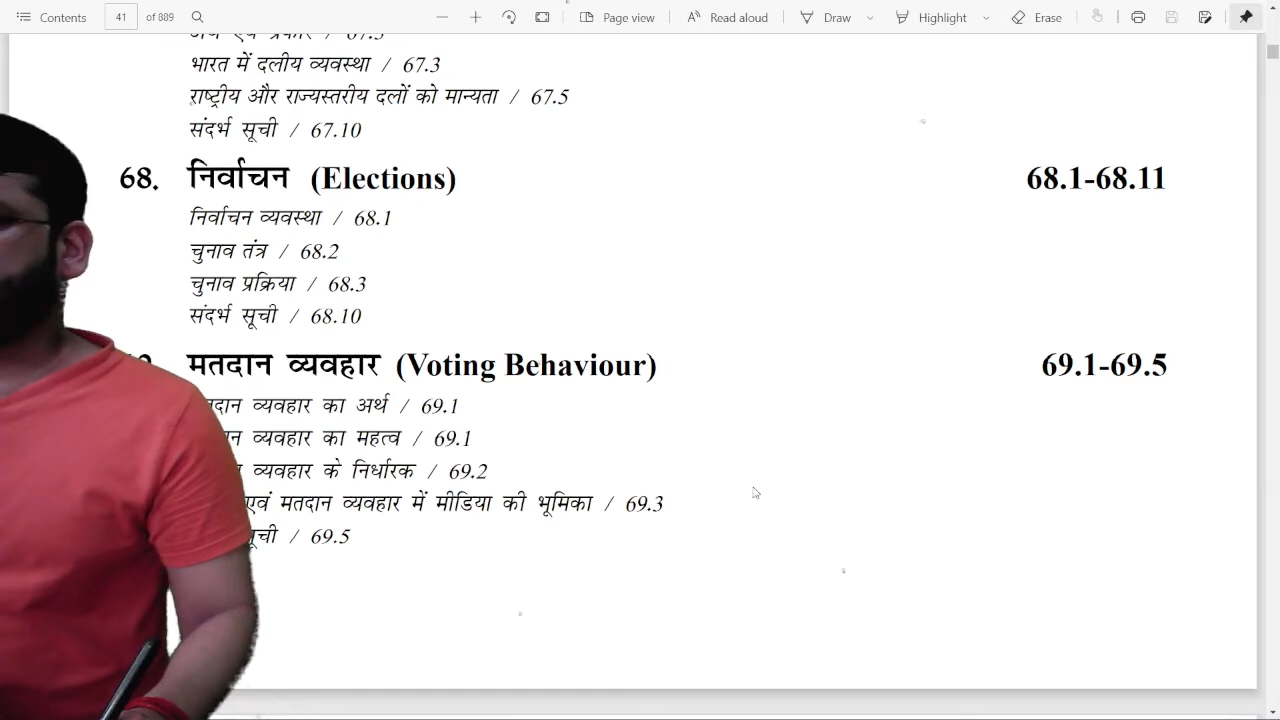 Contents 41 of 889 Page view Read aloud Draw Highlight Erase
भारत में दलीय व्यवस्था / 67.3
राष्ट्रीय और राज्यस्तरीय दलों को मान्यता / 67.5
संदर्भ सूची / 67.10
68. निर्वाचन (Elections) 68.1-68.11
निर्वाचन व्यवस्था / 68.1
चुनाव तंत्र / 68.2
चुनाव प्रक्रिया / 68.3
संदर्भ सूची / 68.10
मतदान व्यवहार (Voting Behaviour) 69.1-69.5
व्यवहार का अर्थ / 69.1
व्यवहार का महत्व / 69.1
व्यवहार के निर्धारक / 69.2
एवं मतदान व्यवहार में मीडिया की भूमिका / 69.3
/ 69.5